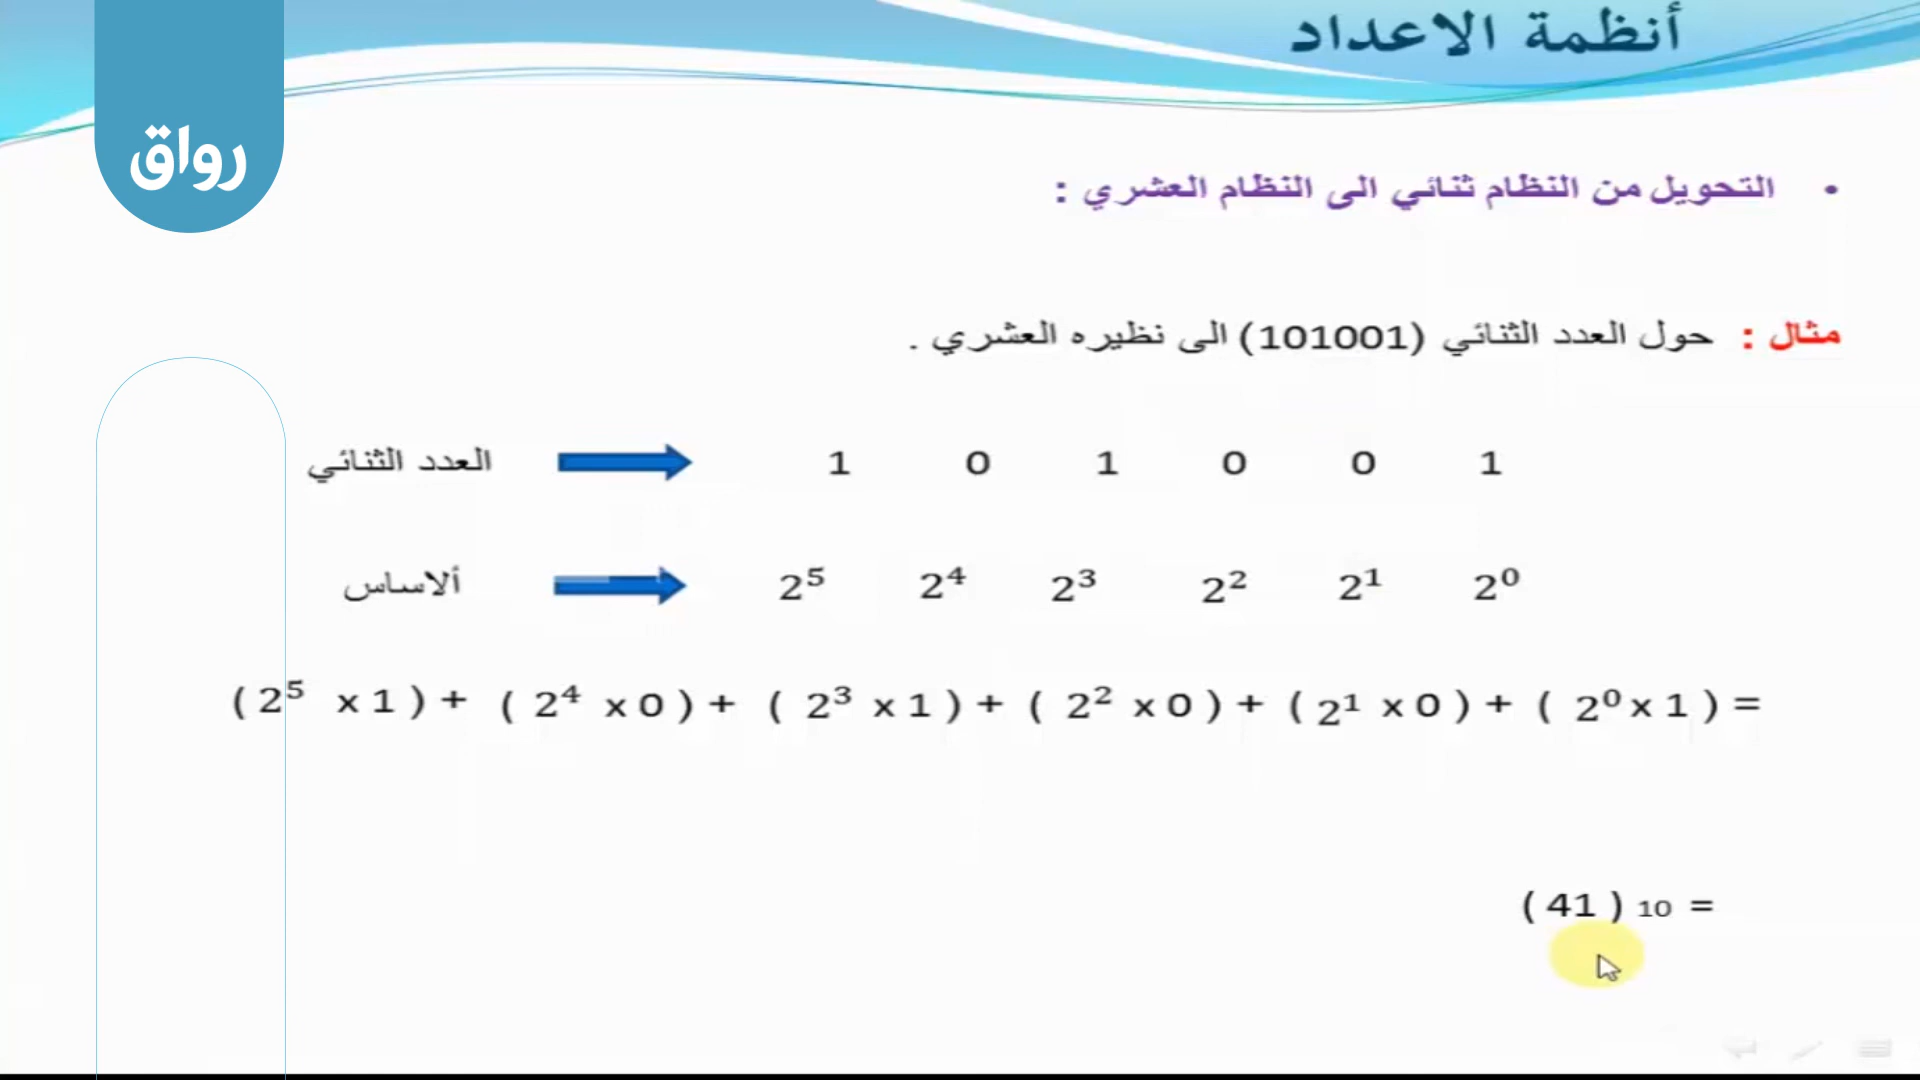 أنظمة الاعداد
رواق
• التحويل من النظام ثنائي الى النظام العشري :
مثال : حول العدد الثنائي (101001) الى نظيره العشري .
العدد الثنائي 1 0 1 0 0 1
ألاساس 2⁵ 2⁴ 2³ 2² 2¹ 2⁰
( 2⁵ x 1 ) + ( 2⁴ x 0 ) + ( 2³ x 1 ) + ( 2² x 0 ) + ( 2¹ x 0 ) + ( 2⁰ x 1 ) =
( 41 ) 10 =